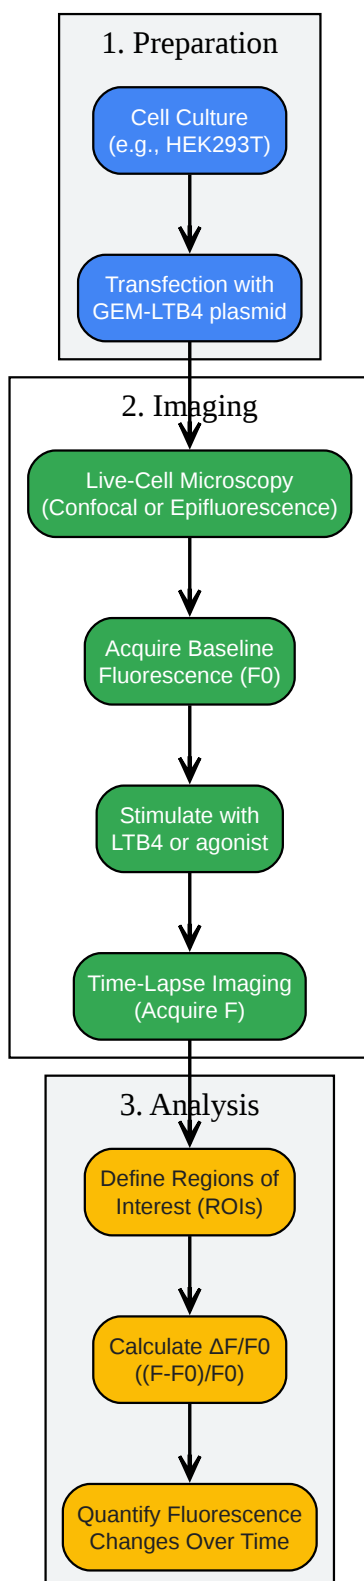 1. Preparation
Cell Culture
(e.g., HEK293T)
Transfection with
GEM-LTB4 plasmid
2. Imaging
Live-Cell Microscopy
(Confocal or Epifluorescence)
Acquire Baseline
Fluorescence (F0)
Stimulate with
LTB4 or agonist
Time-Lapse Imaging
(Acquire F)
3. Analysis
Define Regions of
Interest (ROIs)
Calculate ΔF/F0
((F-F0)/F0)
Quantify Fluorescence
Changes Over Time